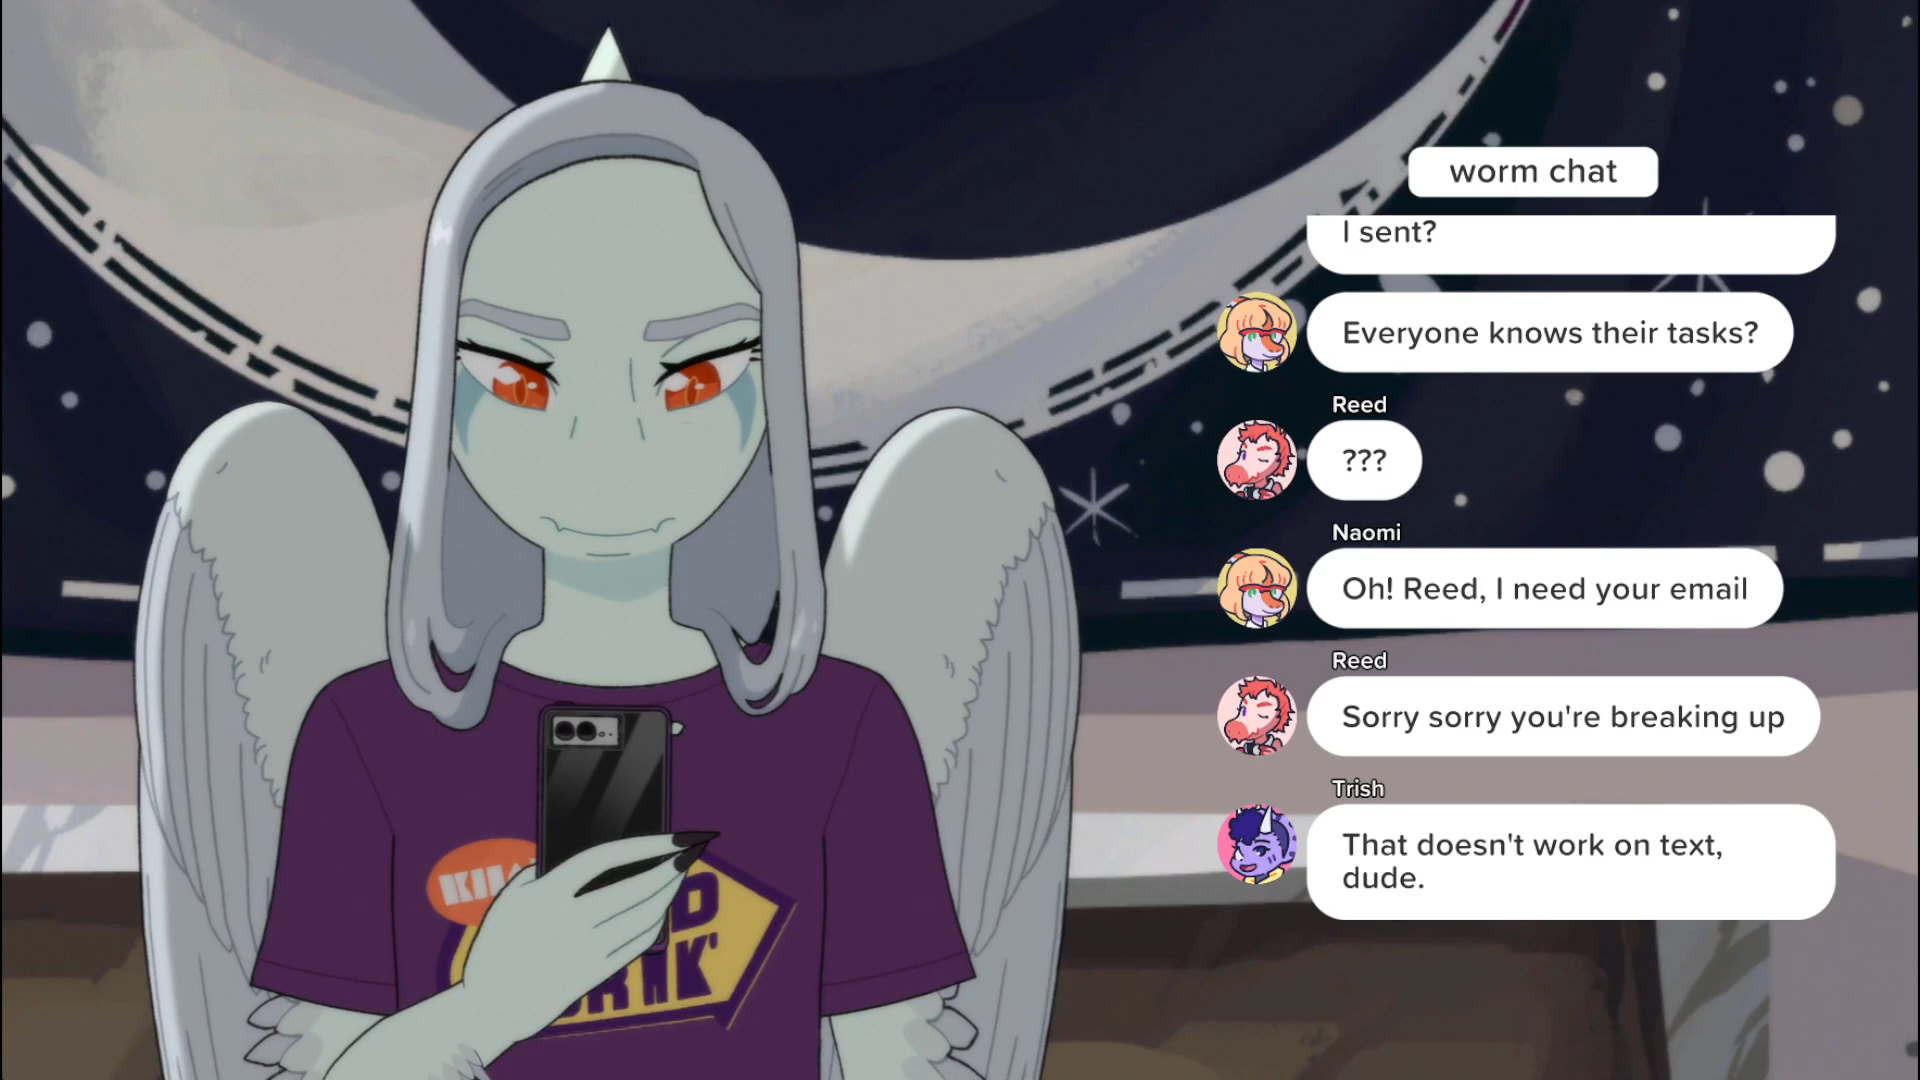 worm chat
I sent?
Everyone knows their tasks?
Reed
???
Naomi
Oh! Reed, I need your email
Reed
Sorry sorry you're breaking up
Trish
That doesn't work on text,
dude.